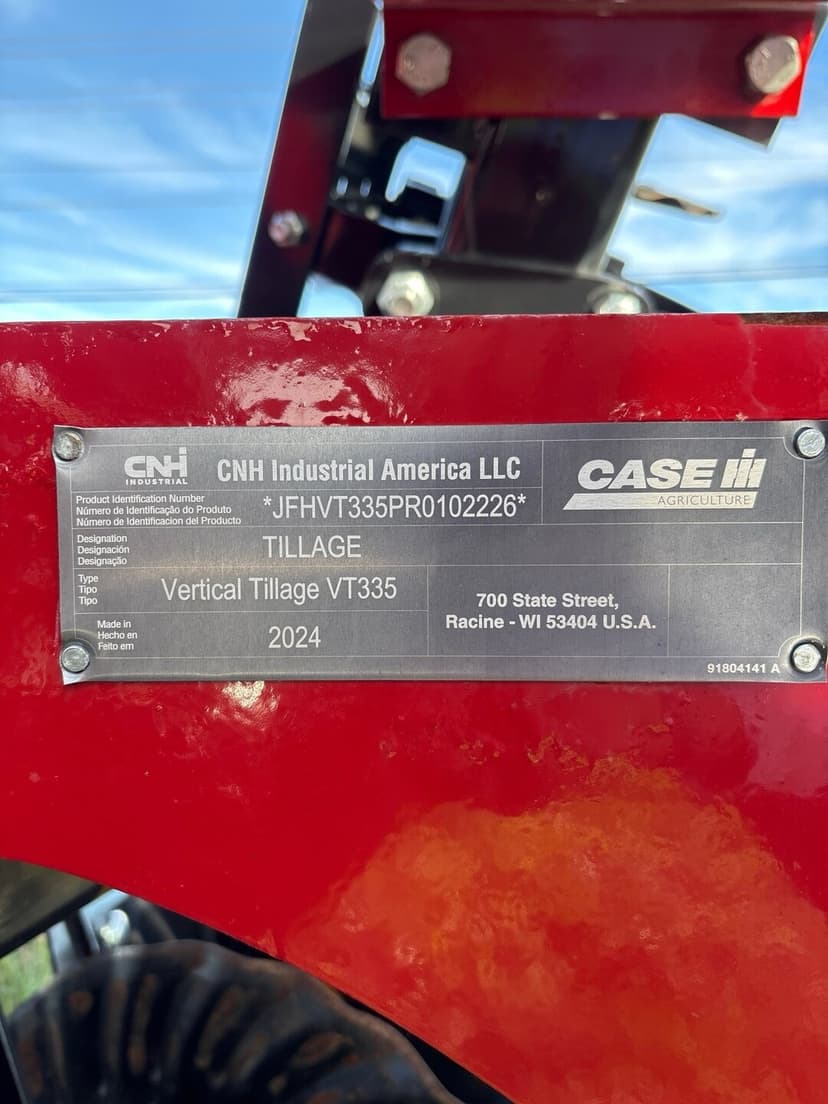 CNH
INDUSTRIAL
CNH Industrial America LLC
CASE IH
AGRICULTURE
Product Identification Number
Número de Identificação do Produto
Número de Identificacion del Producto
*JFHVT335PR0102226*
Designation
Designación
Designação
TILLAGE
Type
Tipo
Tipo
Vertical Tillage VT335
700 State Street,
Racine - WI 53404 U.S.A.
Made in
Hecho en
Feito em
2024
91804141 A